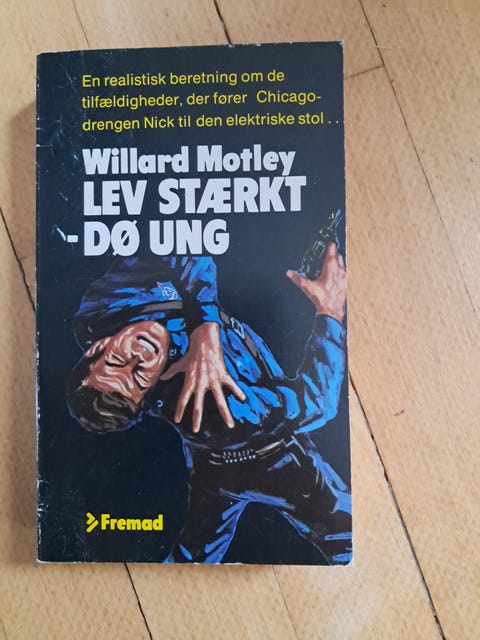 En realistisk beretning om de
tilfældigheder, der fører Chicago-
drengen Nick til den elektriske stol . .
Willard Motley
LEV STÆRKT
- DØ UNG
Fremad